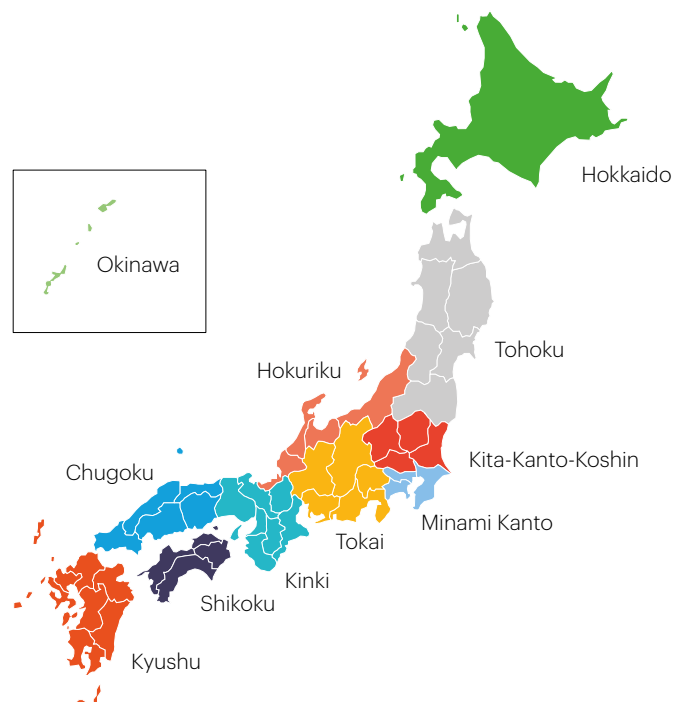 Hokkaido
Okinawa
Tohoku
Hokuriku
Kita-Kanto-Koshin
Chugoku
Minami Kanto
Tokai
Kinki
Shikoku
Kyushu